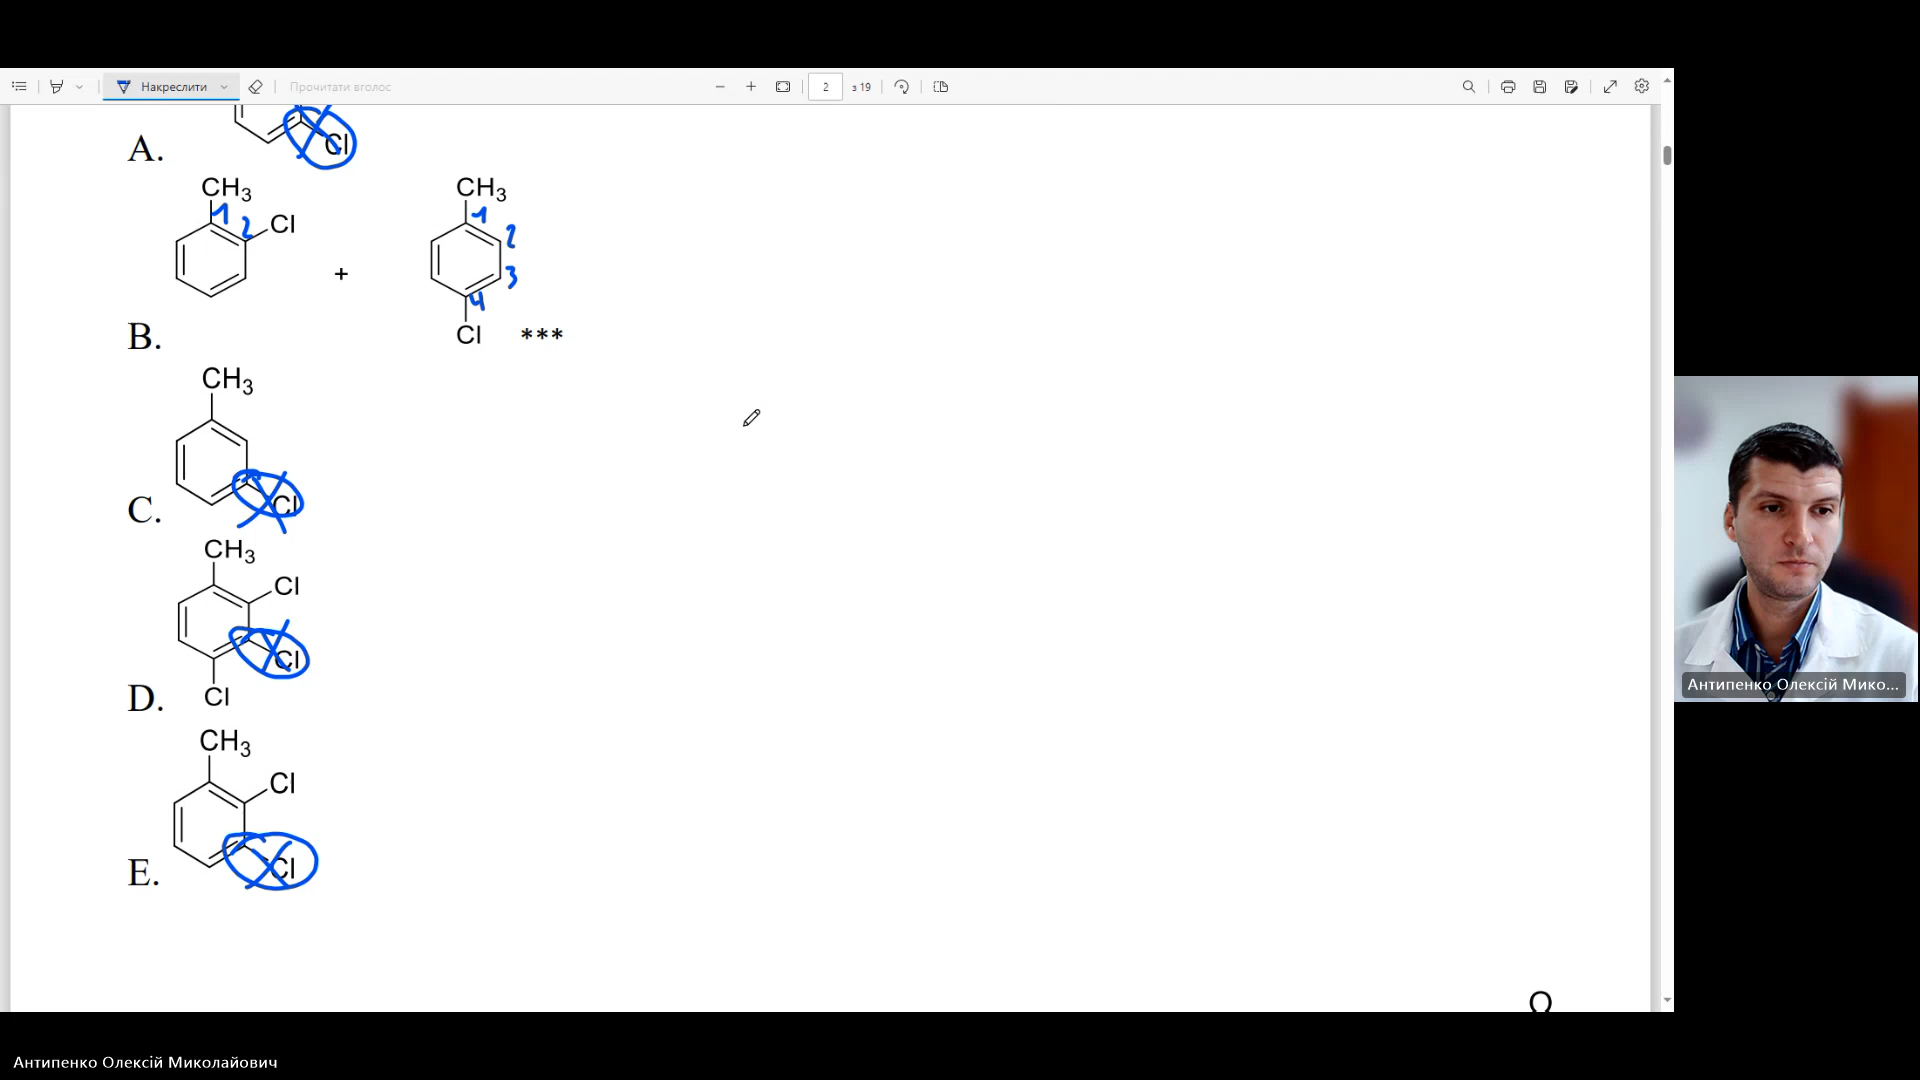 Накреслити
Прочитати вголос
2 з 19
Cl
A.
CH3
1
2
Cl
+
CH3
1
2
3
4
Cl
***
B.
CH3
Cl
C.
CH3
Cl
Cl
Cl
D.
CH3
Cl
Cl
E.
O
Антипенко Олексій Мико...
Антипенко Олексій Миколайович